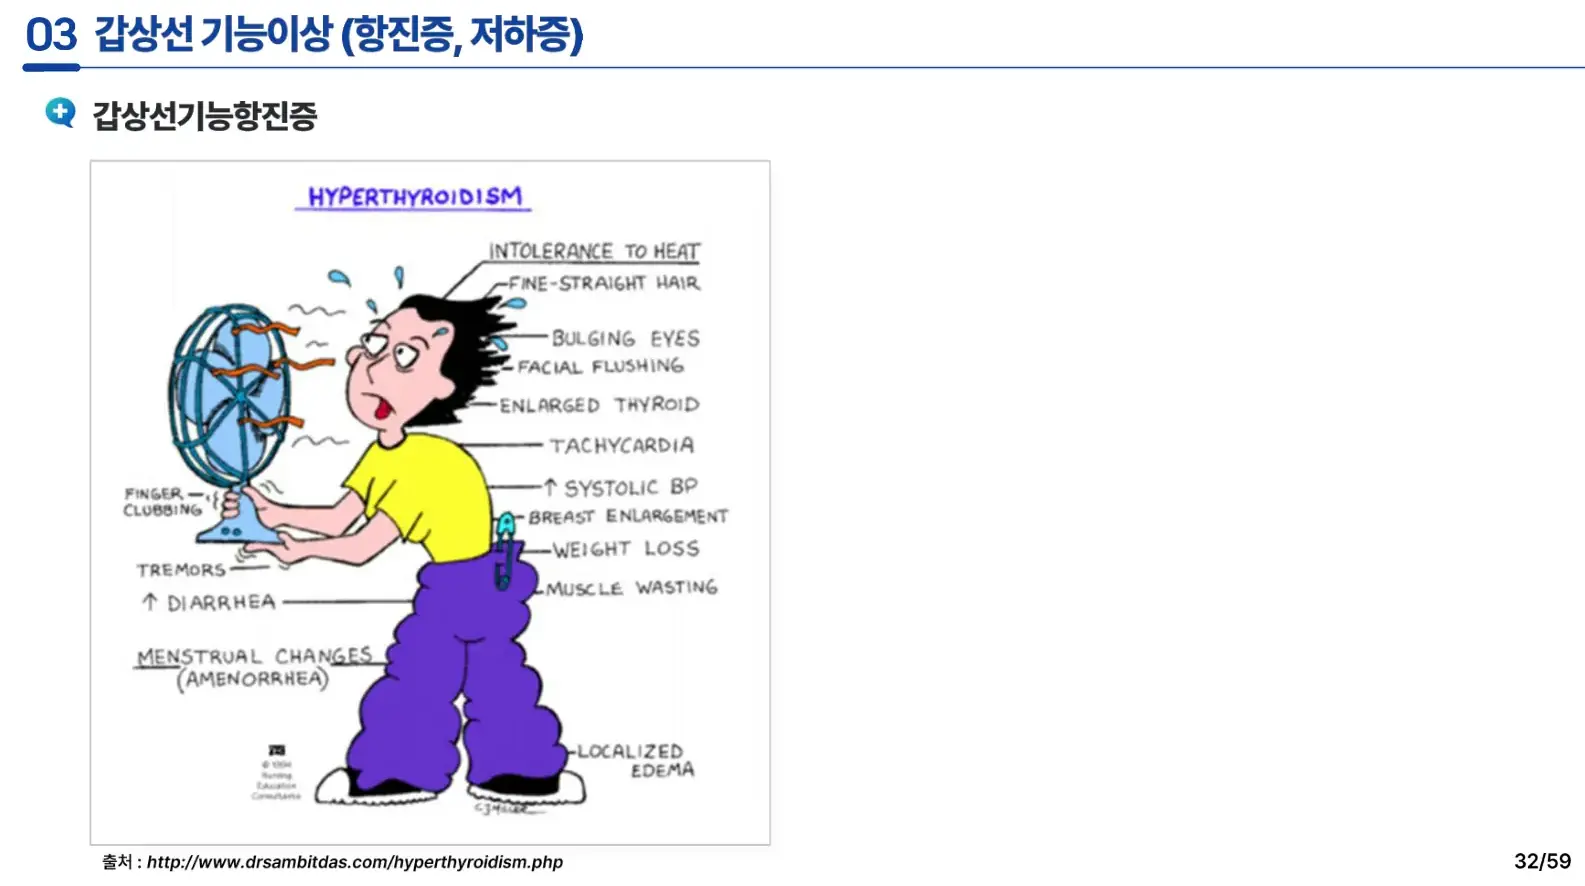 03 갑상선 기능이상 (항진증, 저하증)
갑상선기능항진증
HYPERTHYROIDISM
INTOLERANCE TO HEAT
FINE-STRAIGHT HAIR
BULGING EYES
FACIAL FLUSHING
ENLARGED THYROID
TACHYCARDIA
↑ SYSTOLIC BP
BREAST ENLARGEMENT
WEIGHT LOSS
MUSCLE WASTING
LOCALIZED
EDEMA
FINGER
CLUBBING
TREMORS
↑ DIARRHEA
MENSTRUAL CHANGES
(AMENORRHEA)
Nursing
Education
Consultants
출처 : http://www.drsambitdas.com/hyperthyroidism.php
32/59